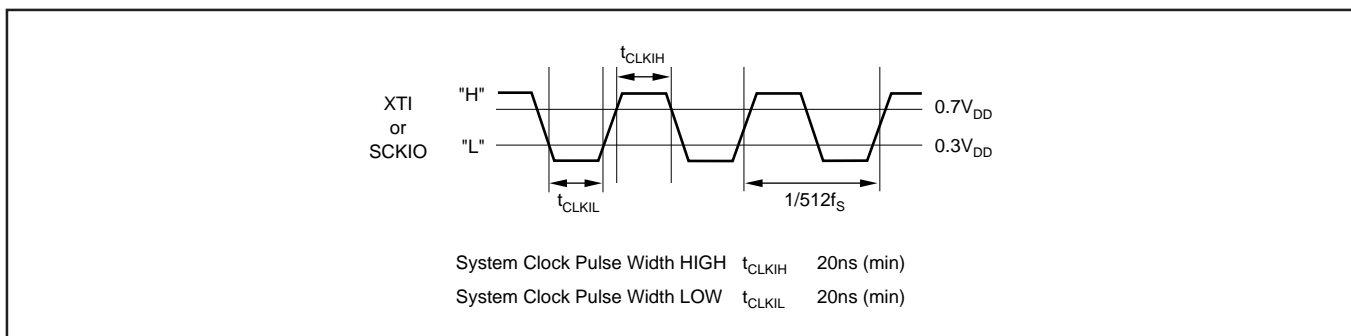 t_CLKIH
"H"
XTI
or
SCKIO
"L"
0.7V_DD
0.3V_DD
t_CLKIL
1/512f_S
System Clock Pulse Width HIGH t_CLKIH 20ns (min)
System Clock Pulse Width LOW t_CLKIL 20ns (min)